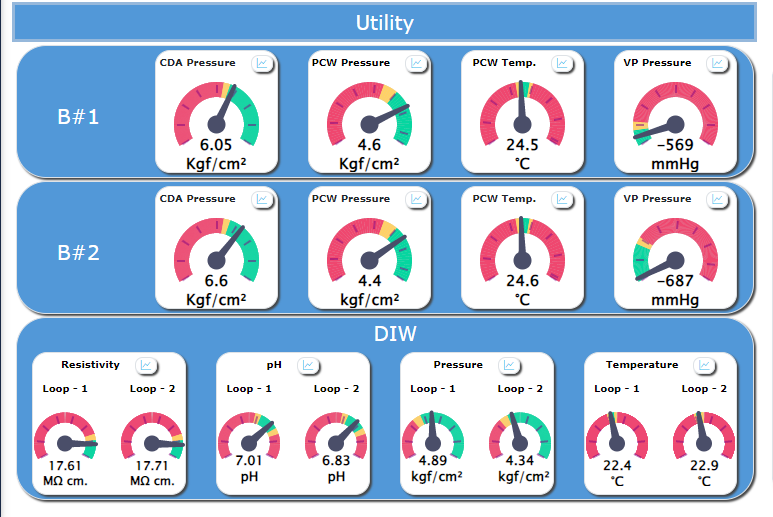 Utility
B#1
CDA Pressure
6.05
Kgf/cm²
PCW Pressure
4.6
Kgf/cm²
PCW Temp.
24.5
°C
VP Pressure
-569
mmHg
B#2
CDA Pressure
6.6
Kgf/cm²
PCW Pressure
4.4
kgf/cm²
PCW Temp.
24.6
°C
VP Pressure
-687
mmHg
DIW
Resistivity
Loop - 1
17.61
MΩ cm.
Loop - 2
17.71
MΩ cm.
pH
Loop - 1
7.01
pH
Loop - 2
6.83
pH
Pressure
Loop - 1
4.89
kgf/cm²
Loop - 2
4.34
kgf/cm²
Temperature
Loop - 1
22.4
°C
Loop - 2
22.9
°C